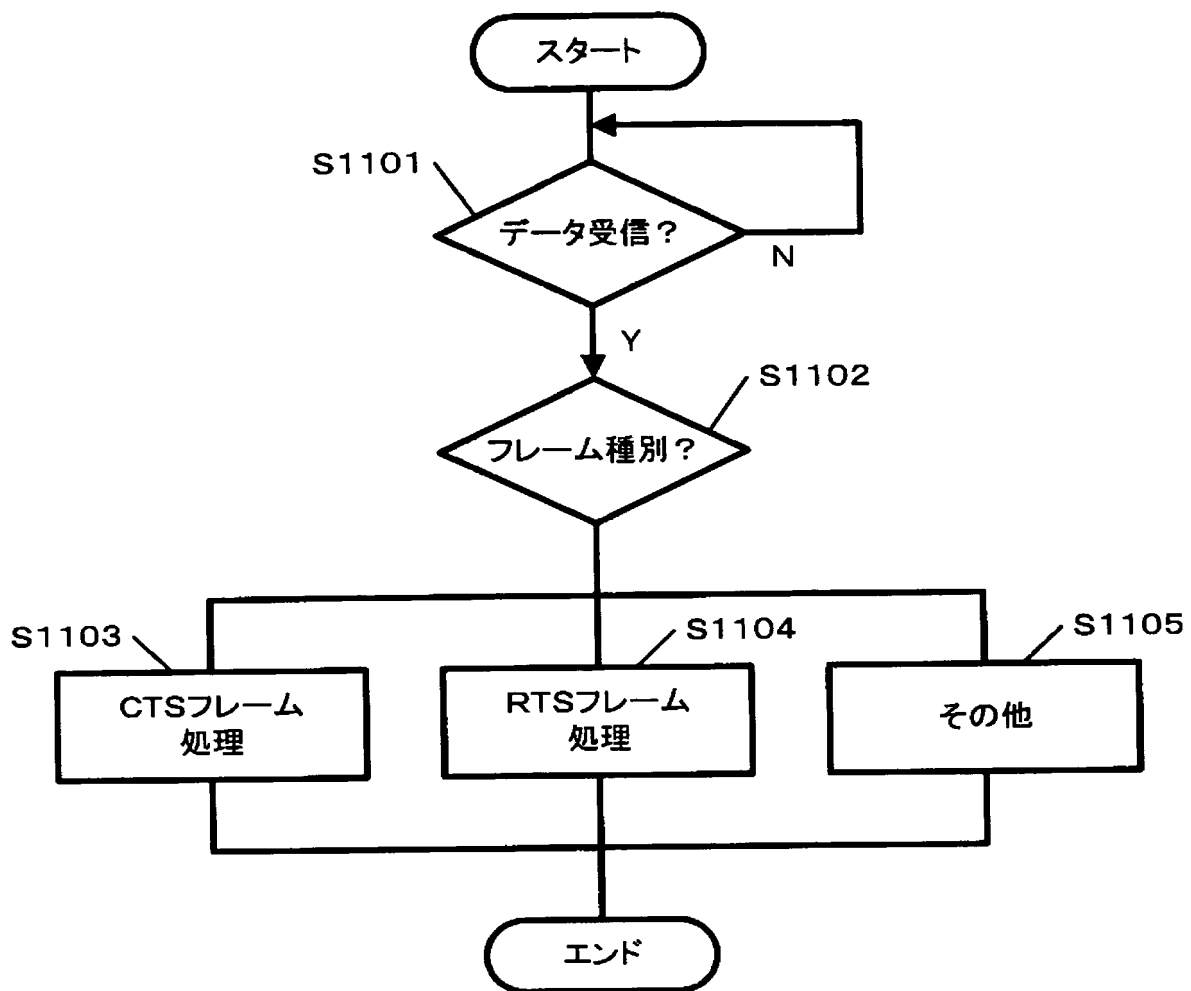 スタート
S1101
データ受信？
N
Y
S1102
フレーム種別？
S1103
S1104
S1105
CTSフレーム
処理
RTSフレーム
処理
その他
エンド